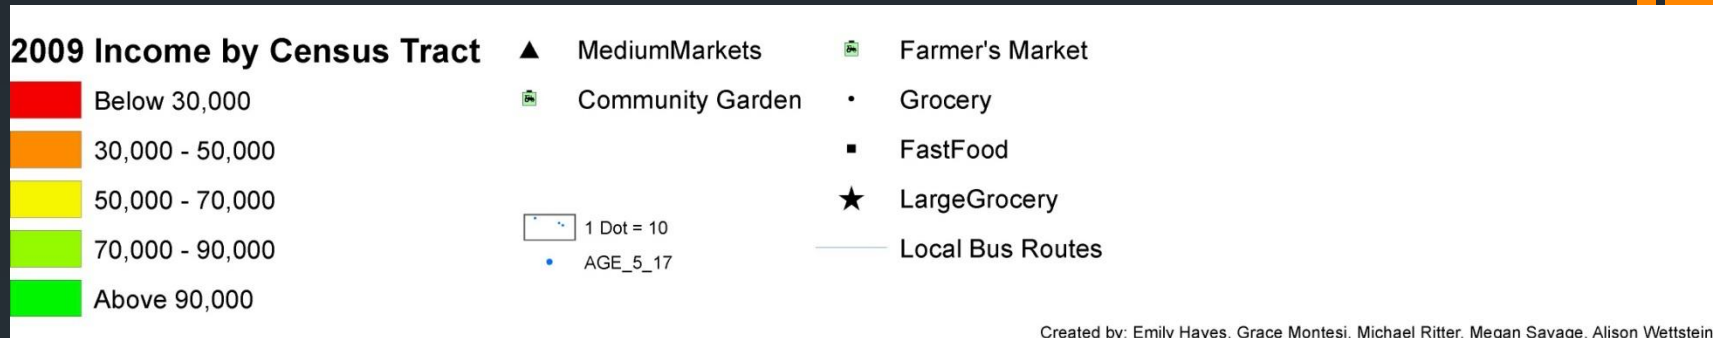 2009 Income by Census Tract
Below 30,000
30,000 - 50,000
50,000 - 70,000
70,000 - 90,000
Above 90,000
MediumMarkets
Community Garden
1 Dot = 10
AGE_5_17
Farmer's Market
Grocery
FastFood
LargeGrocery
Local Bus Routes
Created by: Emily Hayes, Grace Montesi, Michael Ritter, Megan Savage, Alison Wettstein